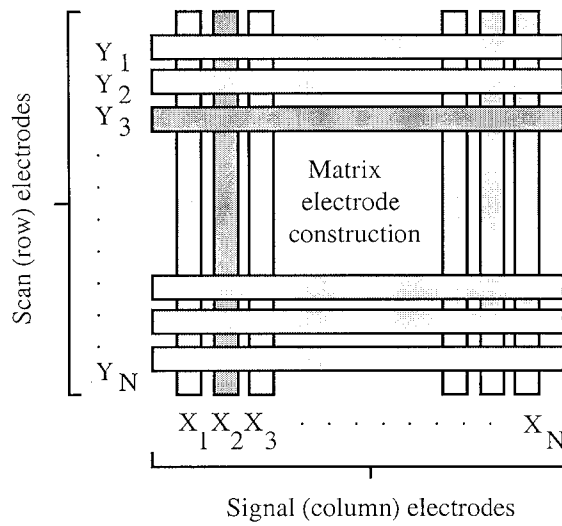 Scan (row) electrodes
Y1
Y2
Y3
Matrix
electrode
construction
YN
X1 X2 X3 . . . . . . . . XN
Signal (column) electrodes